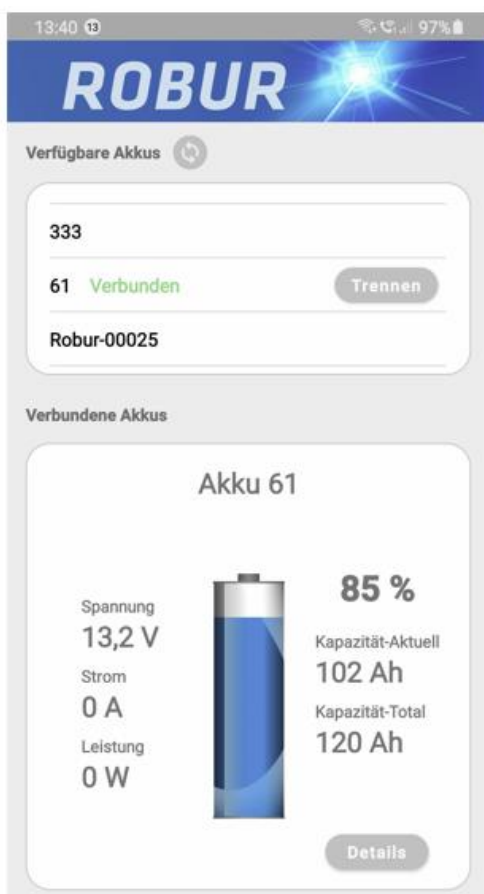 13:40 13 97%
ROBUR
Verfügbare Akkus
333
61 Verbunden Trennen
Robur-00025
Verbundene Akkus
Akku 61
85 %
Spannung
13,2 V
Kapazität-Aktuell
102 Ah
Strom
0 A
Kapazität-Total
120 Ah
Leistung
0 W
Details